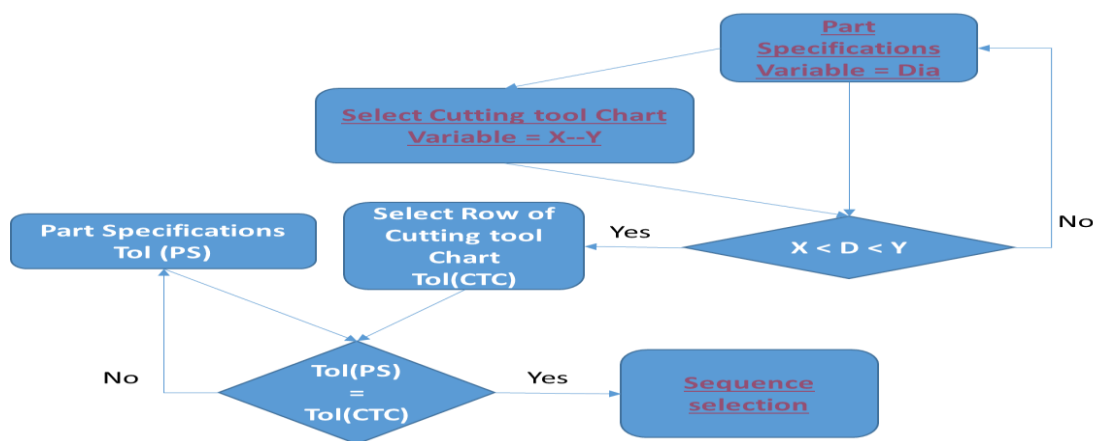 Part
Specifications
Variable = Dia
Select Cutting tool Chart
Variable = X--Y
No
X < D < Y
Yes
Select Row of
Cutting tool
Chart
Tol(CTC)
Part Specifications
Tol (PS)
No
Tol(PS)
=
Tol(CTC)
Yes
Sequence
selection